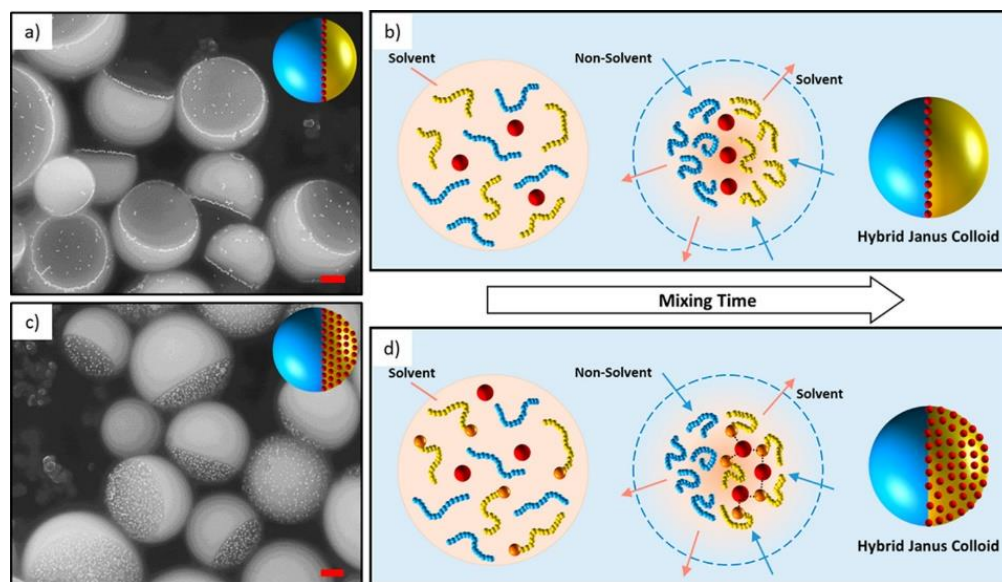 a)
b)
Solvent
Non-Solvent
Solvent
Hybrid Janus Colloid
Mixing Time
c)
d)
Solvent
Non-Solvent
Solvent
Hybrid Janus Colloid